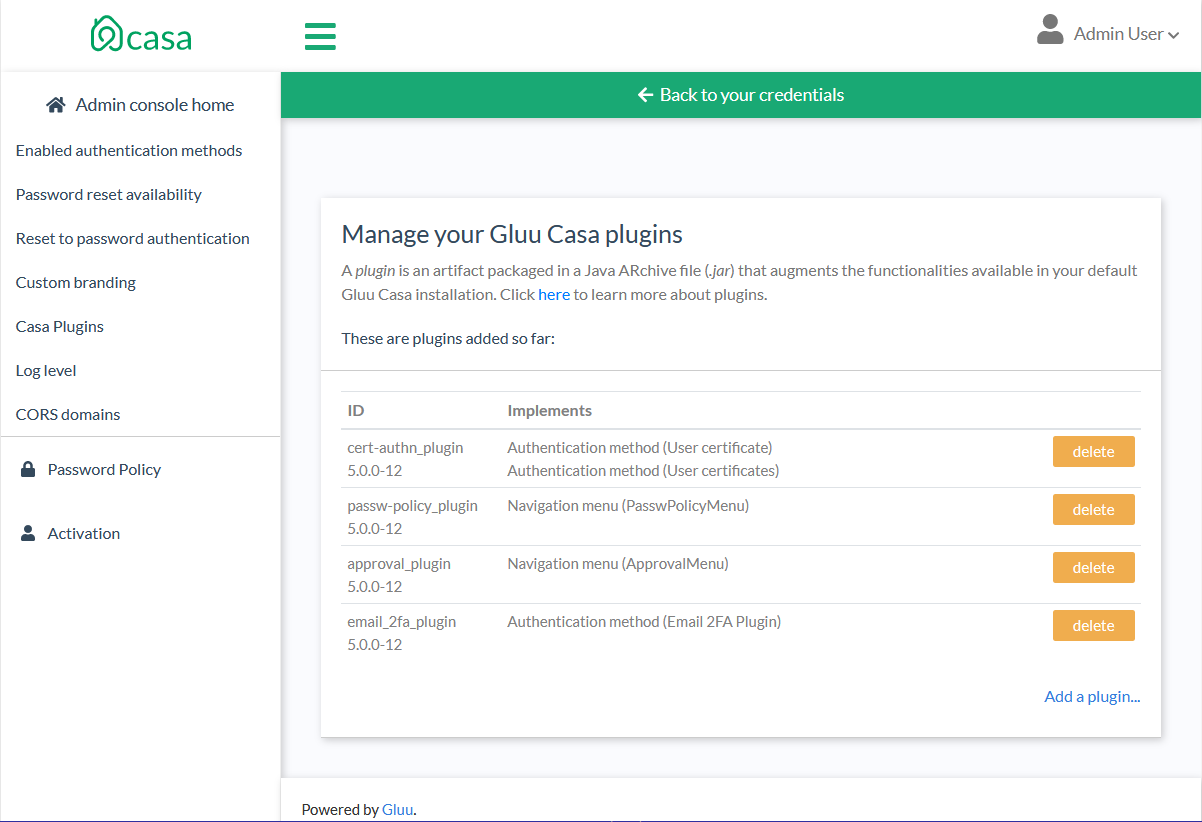 casa
Admin User
Admin console home
Enabled authentication methods
Password reset availability
Reset to password authentication
Custom branding
Casa Plugins
Log level
CORS domains
Password Policy
Activation
Back to your credentials
Manage your Gluu Casa plugins
A plugin is an artifact packaged in a Java ARchive file (.jar) that augments the functionalities available in your default
Gluu Casa installation. Click here to learn more about plugins.
These are plugins added so far:
ID Implements
cert-authn_plugin Authentication method (User certificate) delete
5.0.0-12 Authentication method (User certificates)
passw-policy_plugin Navigation menu (PasswPolicyMenu) delete
5.0.0-12
approval_plugin Navigation menu (ApprovalMenu) delete
5.0.0-12
email_2fa_plugin Authentication method (Email 2FA Plugin) delete
5.0.0-12
Add a plugin...
Powered by Gluu.